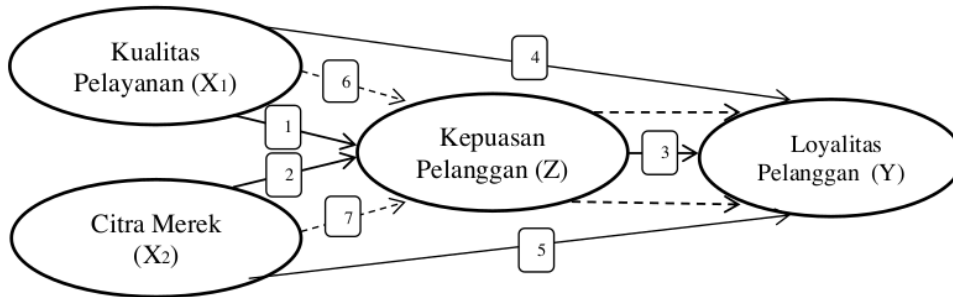 Kualitas
Pelayanan (X1)
4
6
1
Kepuasan
Pelanggan (Z)
3
Loyalitas
Pelanggan (Y)
2
Citra Merek
(X2)
7
5